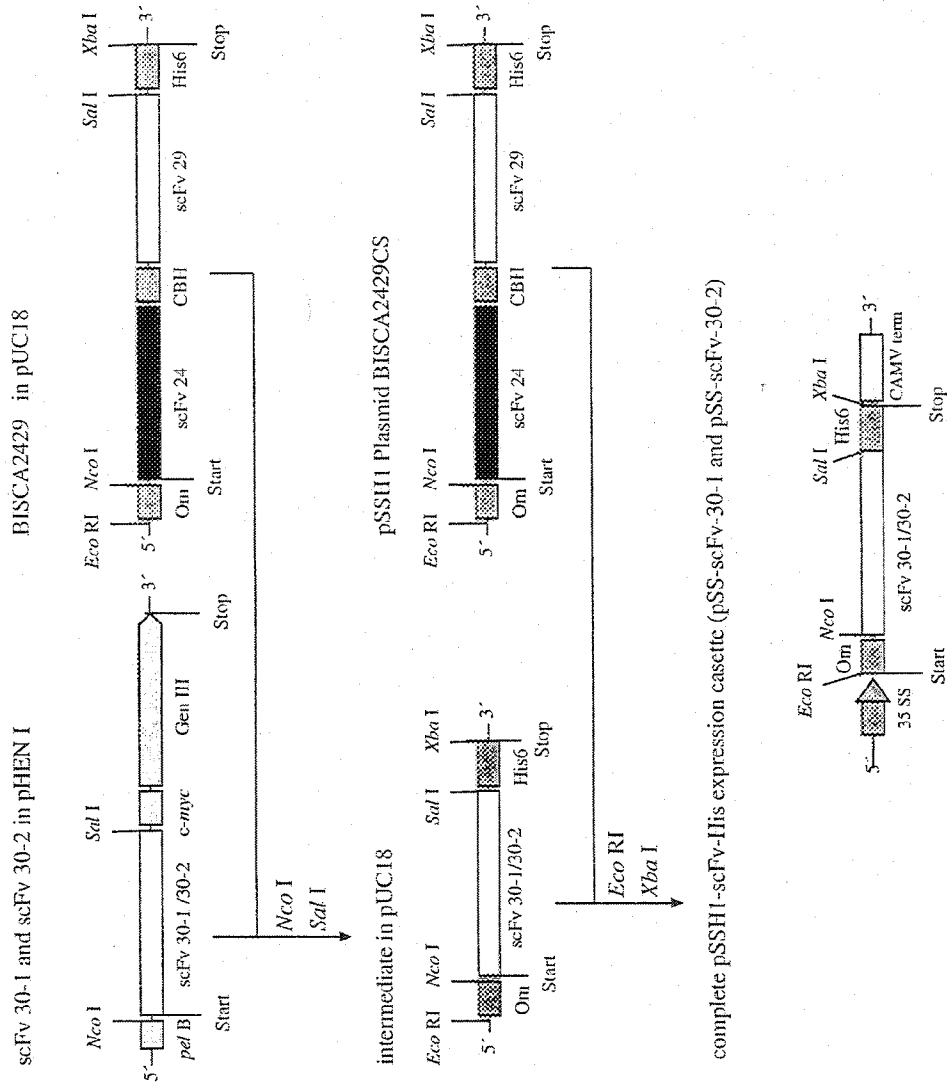 scFv 30-1 and scFv 30-2 in pHEN I
Nco I
Sal I
5´
3´
pel B
scFv 30-1 /30-2
c-myc
Gen III
Start
Stop
BISCA2429 in pUC18
Eco RI
Nco I
Sal I
Xba I
5´
3´
Om
scFv 24
CBH
scFv 29
His6
Start
Stop
Nco I
Sal I
intermediate in pUC18
Eco RI
Nco I
Sal I
Xba I
5´
3´
Om
scFv 30-1/30-2
His6
Start
Stop
pSSH1 Plasmid BISCA2429CS
Eco RI
Nco I
Sal I
Xba I
5´
3´
Om
scFv 24
CBH
scFv 29
His6
Start
Stop
Eco RI
Xba I
complete pSSH1-scFv-His expression casette (pSS-scFv-30-1 and pSS-scFv-30-2)
Eco RI
Nco I
Sal I
Xba I
Om
His6
5´
3´
35 SS
scFv 30-1/30-2
CAMV term
Start
Stop